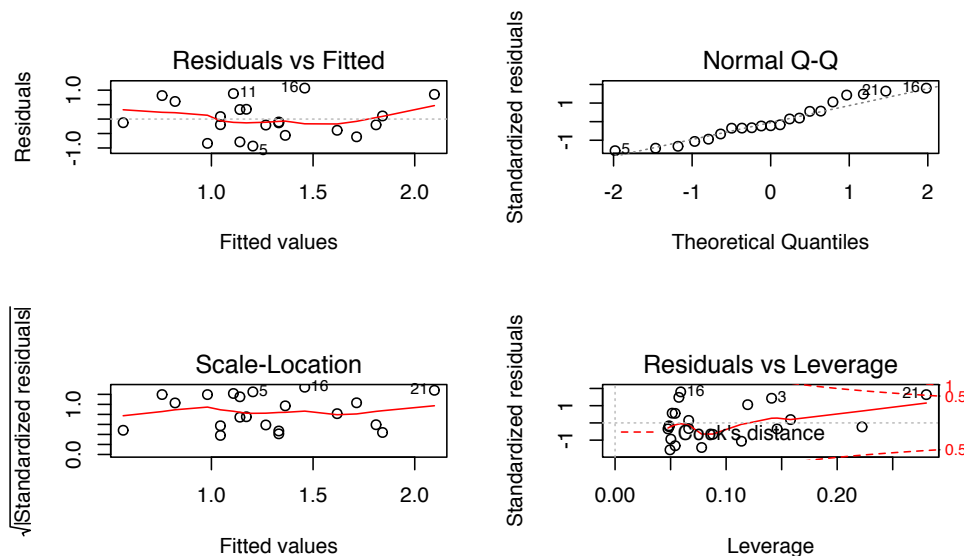 Residuals vs Fitted
Residuals
1.0
-1.0
11
16
5
1.0
1.5
2.0
Fitted values
Normal Q-Q
Standardized residuals
1
-1
5
21
16
-2
-1
0
1
2
Theoretical Quantiles
Scale-Location
√|Standardized residuals|
1.0
0.0
5
16
21
1.0
1.5
2.0
Fitted values
Residuals vs Leverage
Standardized residuals
1
-1
16
3
21
Cook's distance
1
0.5
0.5
0.00
0.10
0.20
Leverage